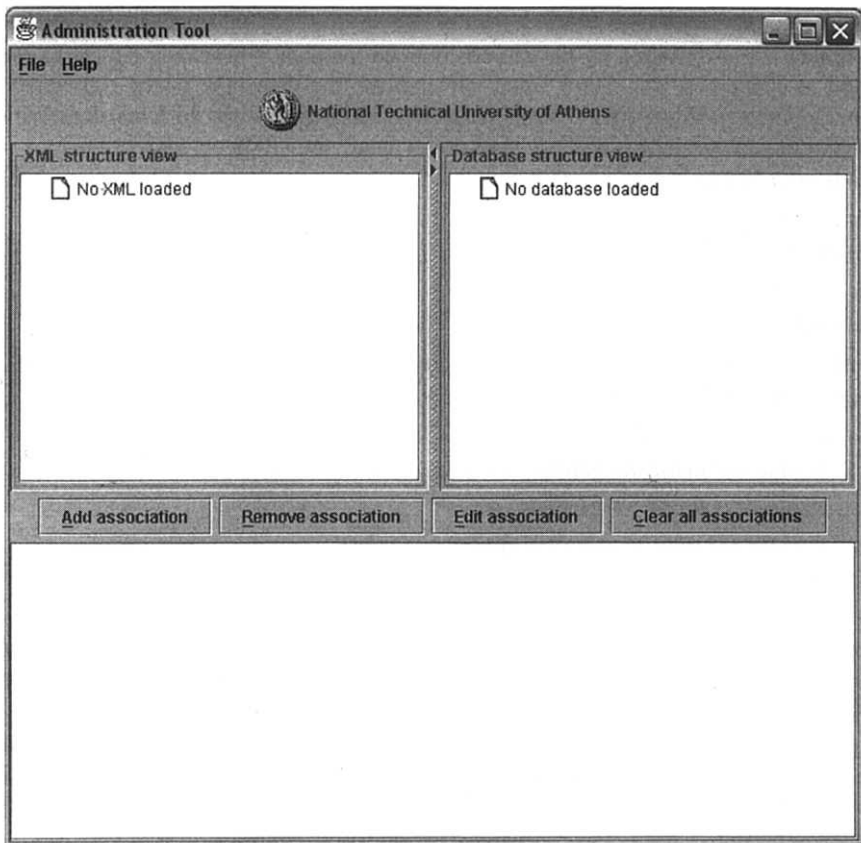 Administration Tool
File Help
National Technical University of Athens
XML structure view
No XML loaded
Database structure view
No database loaded
Add association
Remove association
Edit association
Clear all associations